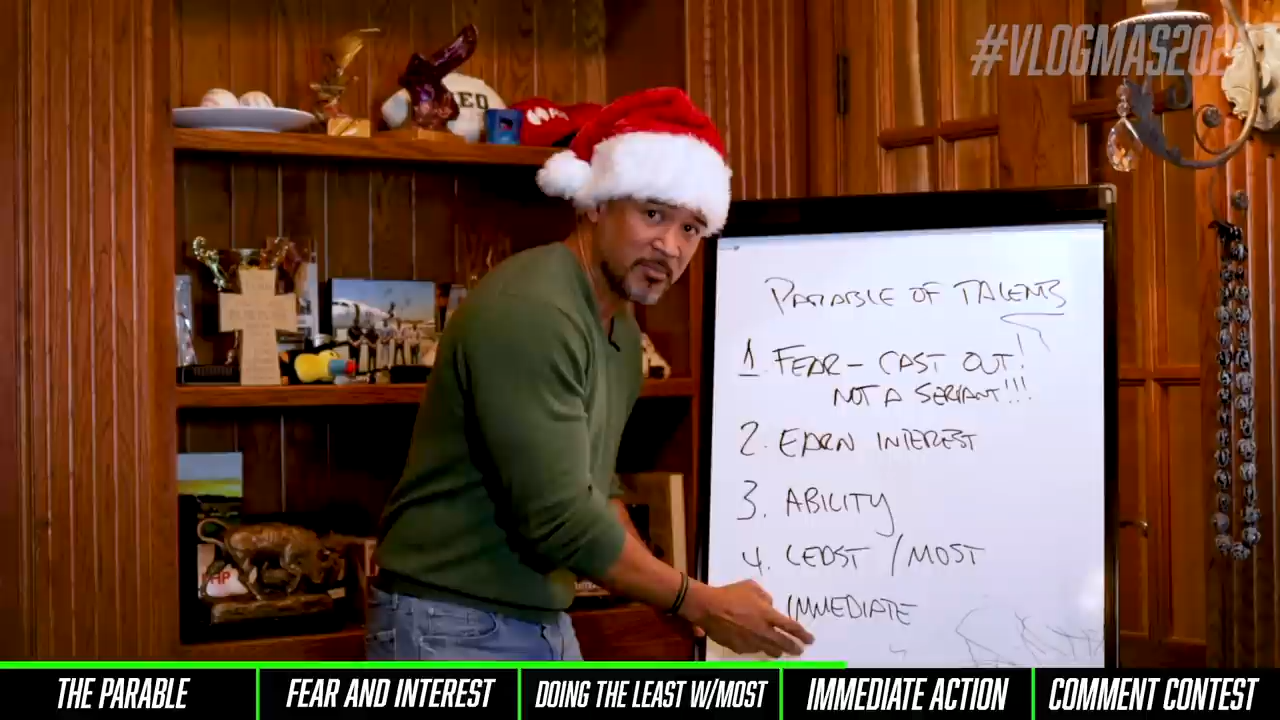 #VLOGMAS202
PARABLE OF TALENTS
1. FEAR - CAST OUT!
NOT A SERVANT!!!
2. EARN INTEREST
3. ABILITY
4. LEAST / MOST
IMMEDIATE
THE PARABLE
FEAR AND INTEREST
DOING THE LEAST W/MOST
IMMEDIATE ACTION
COMMENT CONTEST